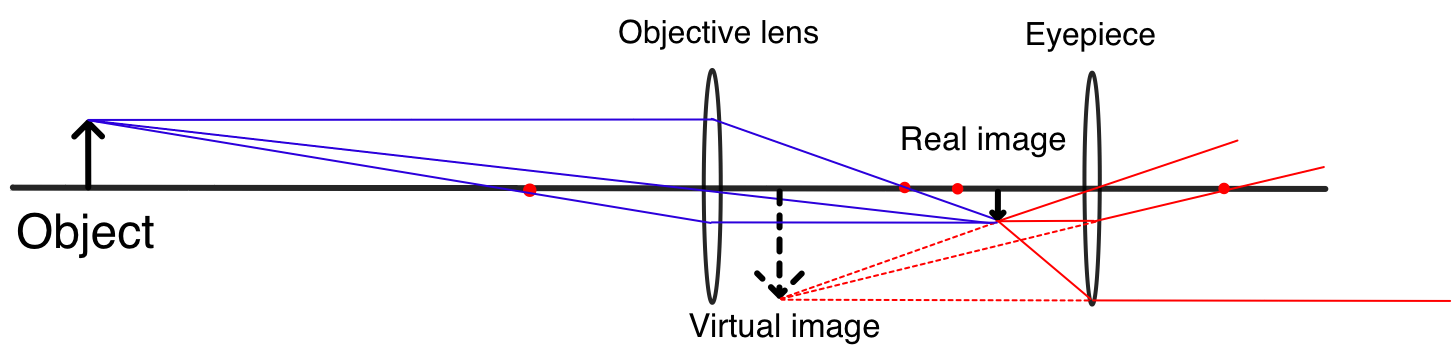 Objective lens
Eyepiece
Real image
Object
Virtual image